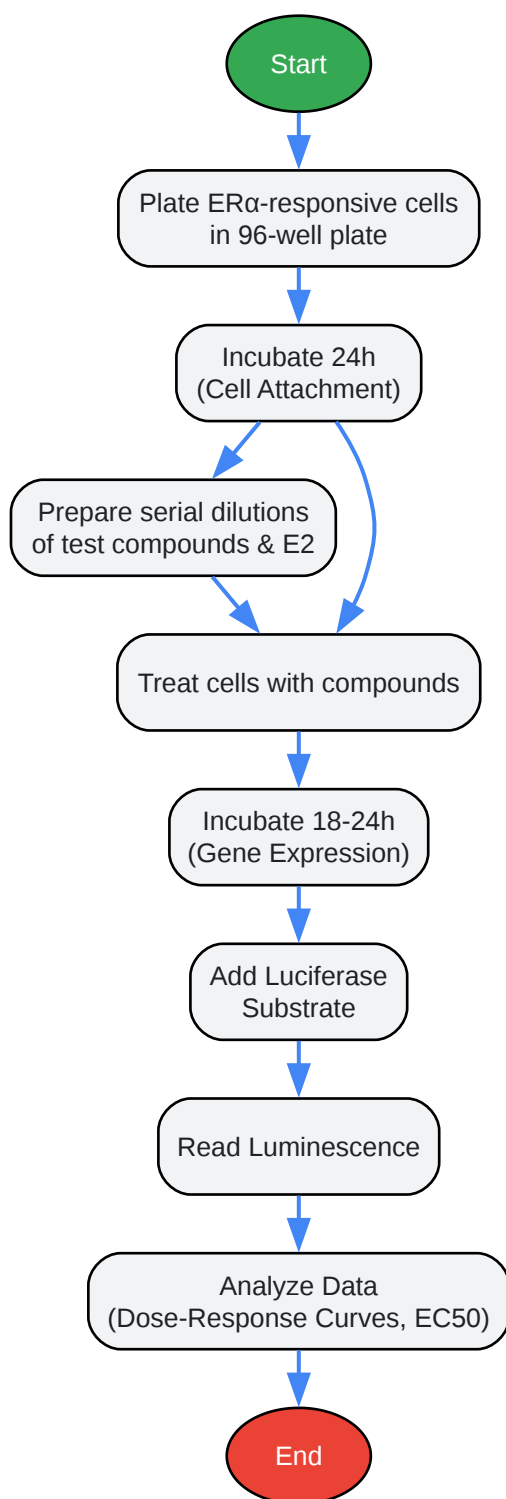 Start
Plate ERα-responsive cells
in 96-well plate
Incubate 24h
(Cell Attachment)
Prepare serial dilutions
of test compounds & E2
Treat cells with compounds
Incubate 18-24h
(Gene Expression)
Add Luciferase
Substrate
Read Luminescence
Analyze Data
(Dose-Response Curves, EC50)
End